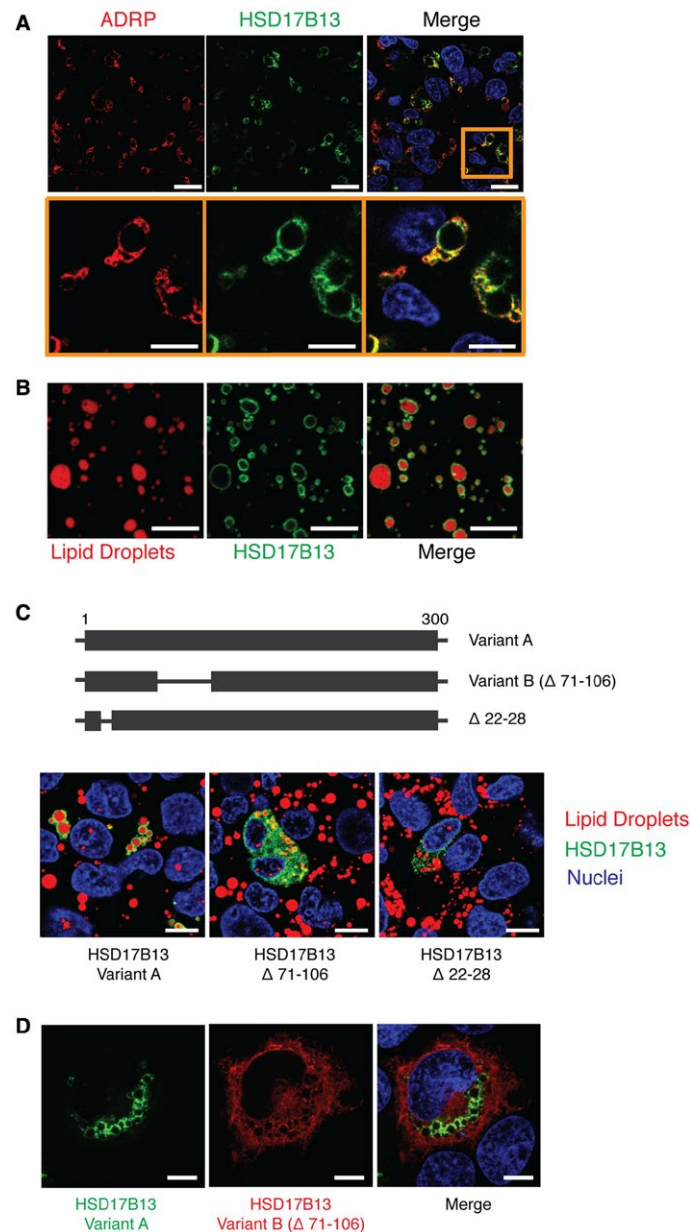 A
ADRP HSD17B13 Merge
B
Lipid Droplets HSD17B13 Merge
C
1 300
Variant A
Variant B (Δ 71-106)
Δ 22-28
Lipid Droplets
HSD17B13
Nuclei
HSD17B13
Variant A
HSD17B13
Δ 71-106
HSD17B13
Δ 22-28
D
HSD17B13
Variant A
HSD17B13
Variant B (Δ 71-106)
Merge